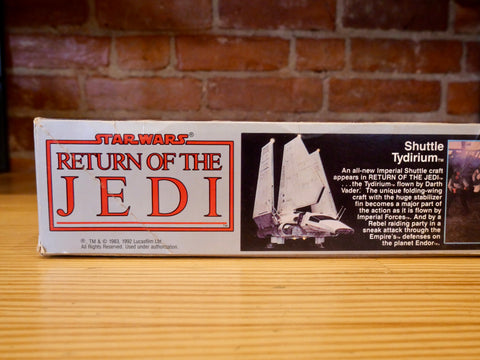 STAR WARS®
RETURN OF THE
JEDI
®, TM & © 1983, 1992 Lucasfilm Ltd.
All Rights Reserved. Used under authorization.
Shuttle
Tydirium™
An all-new Imperial Shuttle craft
appears in RETURN OF THE JEDI™
. . .the Tydirium™ flown by Darth
Vader.™ The unique folding-wing
craft with the huge stabilizer
fin becomes a major part of
the action as it is flown by
Imperial Forces.™ And by a
Rebel raiding party in a
sneak attack through the
Empire's™ defenses on
the planet Endor™.